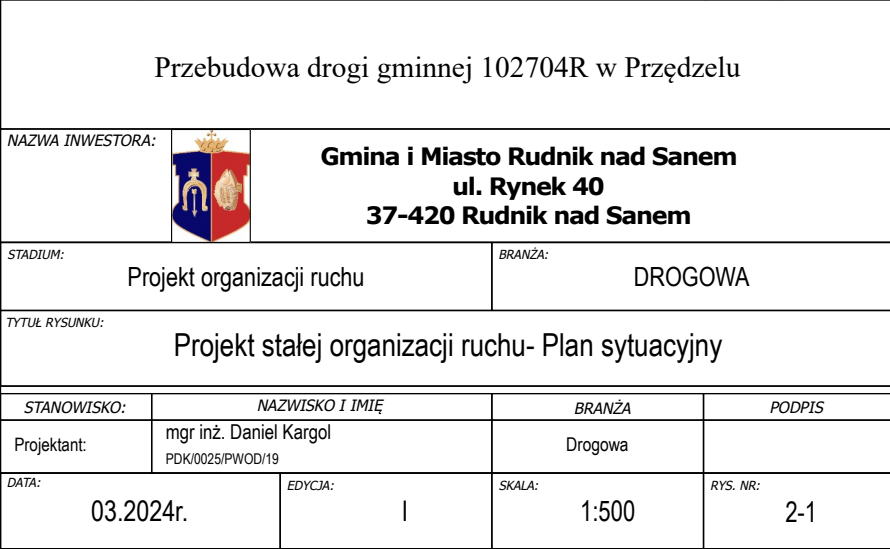 Przebudowa drogi gminnej 102704R w Przędzelu
NAZWA INWESTORA:
Gmina i Miasto Rudnik nad Sanem
ul. Rynek 40
37-420 Rudnik nad Sanem
STADIUM:
Projekt organizacji ruchu
BRANŻA:
DROGOWA
TYTUŁ RYSUNKU:
Projekt stałej organizacji ruchu- Plan sytuacyjny
STANOWISKO: NAZWISKO I IMIĘ BRANŻA PODPIS
Projektant: mgr inż. Daniel Kargol Drogowa
PDK/0025/PWOD/19
DATA: EDYCJA: SKALA: RYS. NR:
03.2024r. I 1:500 2-1